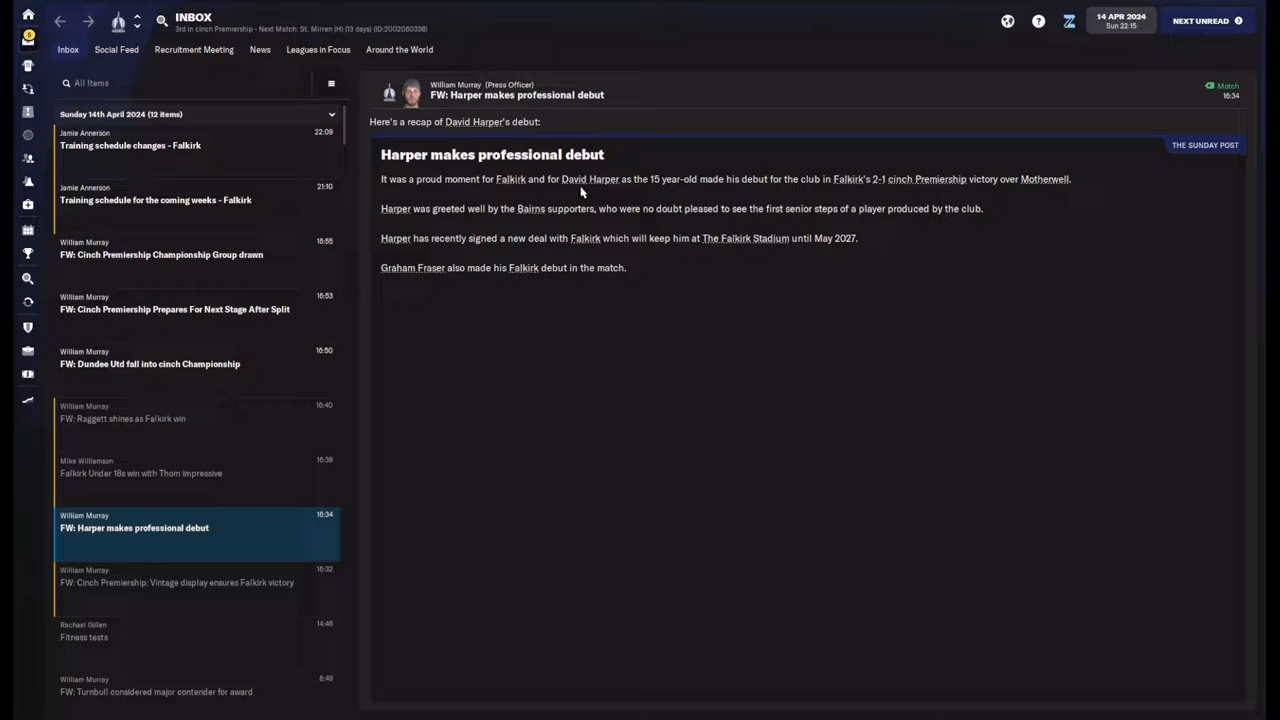 INBOX
3rd in cinch Premiership - Next Match: St. Mirren (H) (13 days) (ID:2002060338)
5
14 APR 2024
Sun 22:15
NEXT UNREAD
Inbox
Social Feed
Recruitment Meeting
News
Leagues in Focus
Around the World
All Items
Sunday 14th April 2024 (12 items)
Jamie Annerson 22:09
Training schedule changes - Falkirk
Jamie Annerson 21:10
Training schedule for the coming weeks - Falkirk
William Murray 16:55
FW: Cinch Premiership Championship Group drawn
William Murray 16:53
FW: Cinch Premiership Prepares For Next Stage After Split
William Murray 16:50
FW: Dundee Utd fall into cinch Championship
William Murray 16:40
FW: Raggett shines as Falkirk win
Mike Williamson 16:38
Falkirk Under 18s win with Thom impressive
William Murray 16:34
FW: Harper makes professional debut
William Murray 16:32
FW: Cinch Premiership: Vintage display ensures Falkirk victory
Rachael Gillen 14:46
Fitness tests
William Murray 8:49
FW: Turnbull considered major contender for award
William Murray (Press Officer)
FW: Harper makes professional debut
Match
16:34
Here's a recap of David Harper's debut:
THE SUNDAY POST
Harper makes professional debut
It was a proud moment for Falkirk and for David Harper as the 15 year-old made his debut for the club in Falkirk's 2-1 cinch Premiership victory over Motherwell.
Harper was greeted well by the Bairns supporters, who were no doubt pleased to see the first senior steps of a player produced by the club.
Harper has recently signed a new deal with Falkirk which will keep him at The Falkirk Stadium until May 2027.
Graham Fraser also made his Falkirk debut in the match.